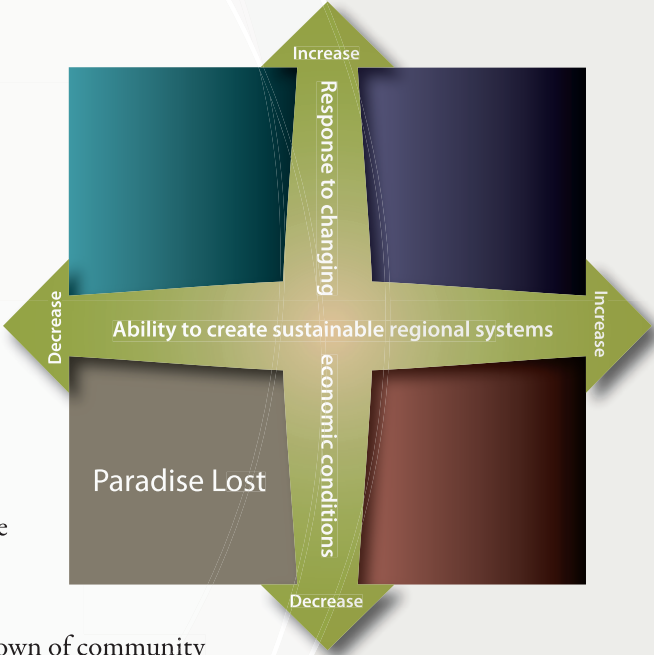 Increase
Response to changing
economic conditions
Decrease
Ability to create sustainable regional systems
Increase
Paradise Lost
Decrease
own of community